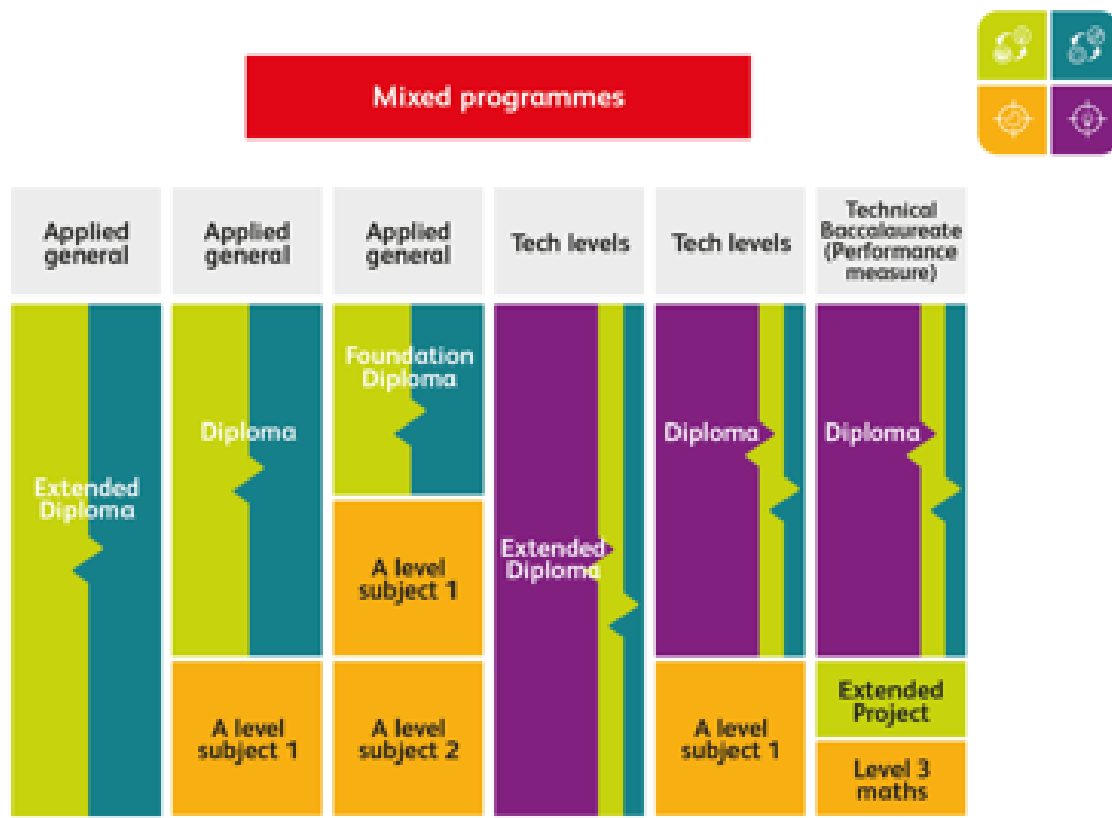 Mixed programmes
Applied
general
Applied
general
Applied
general
Tech levels
Tech levels
Technical
Baccalaureate
(Performance
measure)
Extended
Diploma
Diploma
A level
subject 1
Foundation
Diploma
A level
subject 1
A level
subject 2
Extended
Diploma
Diploma
A level
subject 1
Diploma
Extended
Project
Level 3
maths